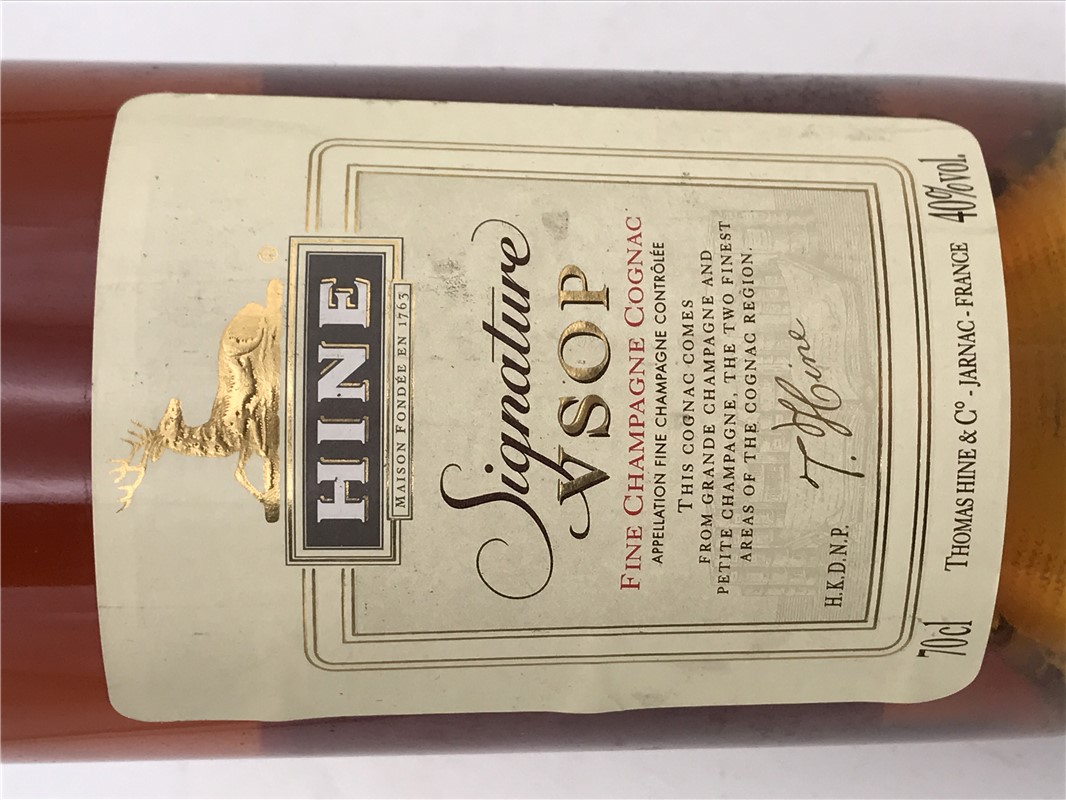 HINE
MAISON FONDÉE EN 1763
Signature
VSOP
FINE CHAMPAGNE COGNAC
APPELLATION FINE CHAMPAGNE CONTRÔLÉE
THIS COGNAC COMES
FROM GRANDE CHAMPAGNE AND
PETITE CHAMPAGNE, THE TWO FINEST
AREAS OF THE COGNAC REGION.
T. Hine
H.K.D.N.P.
70cl THOMAS HINE & C° - JARNAC - FRANCE 40%vol.